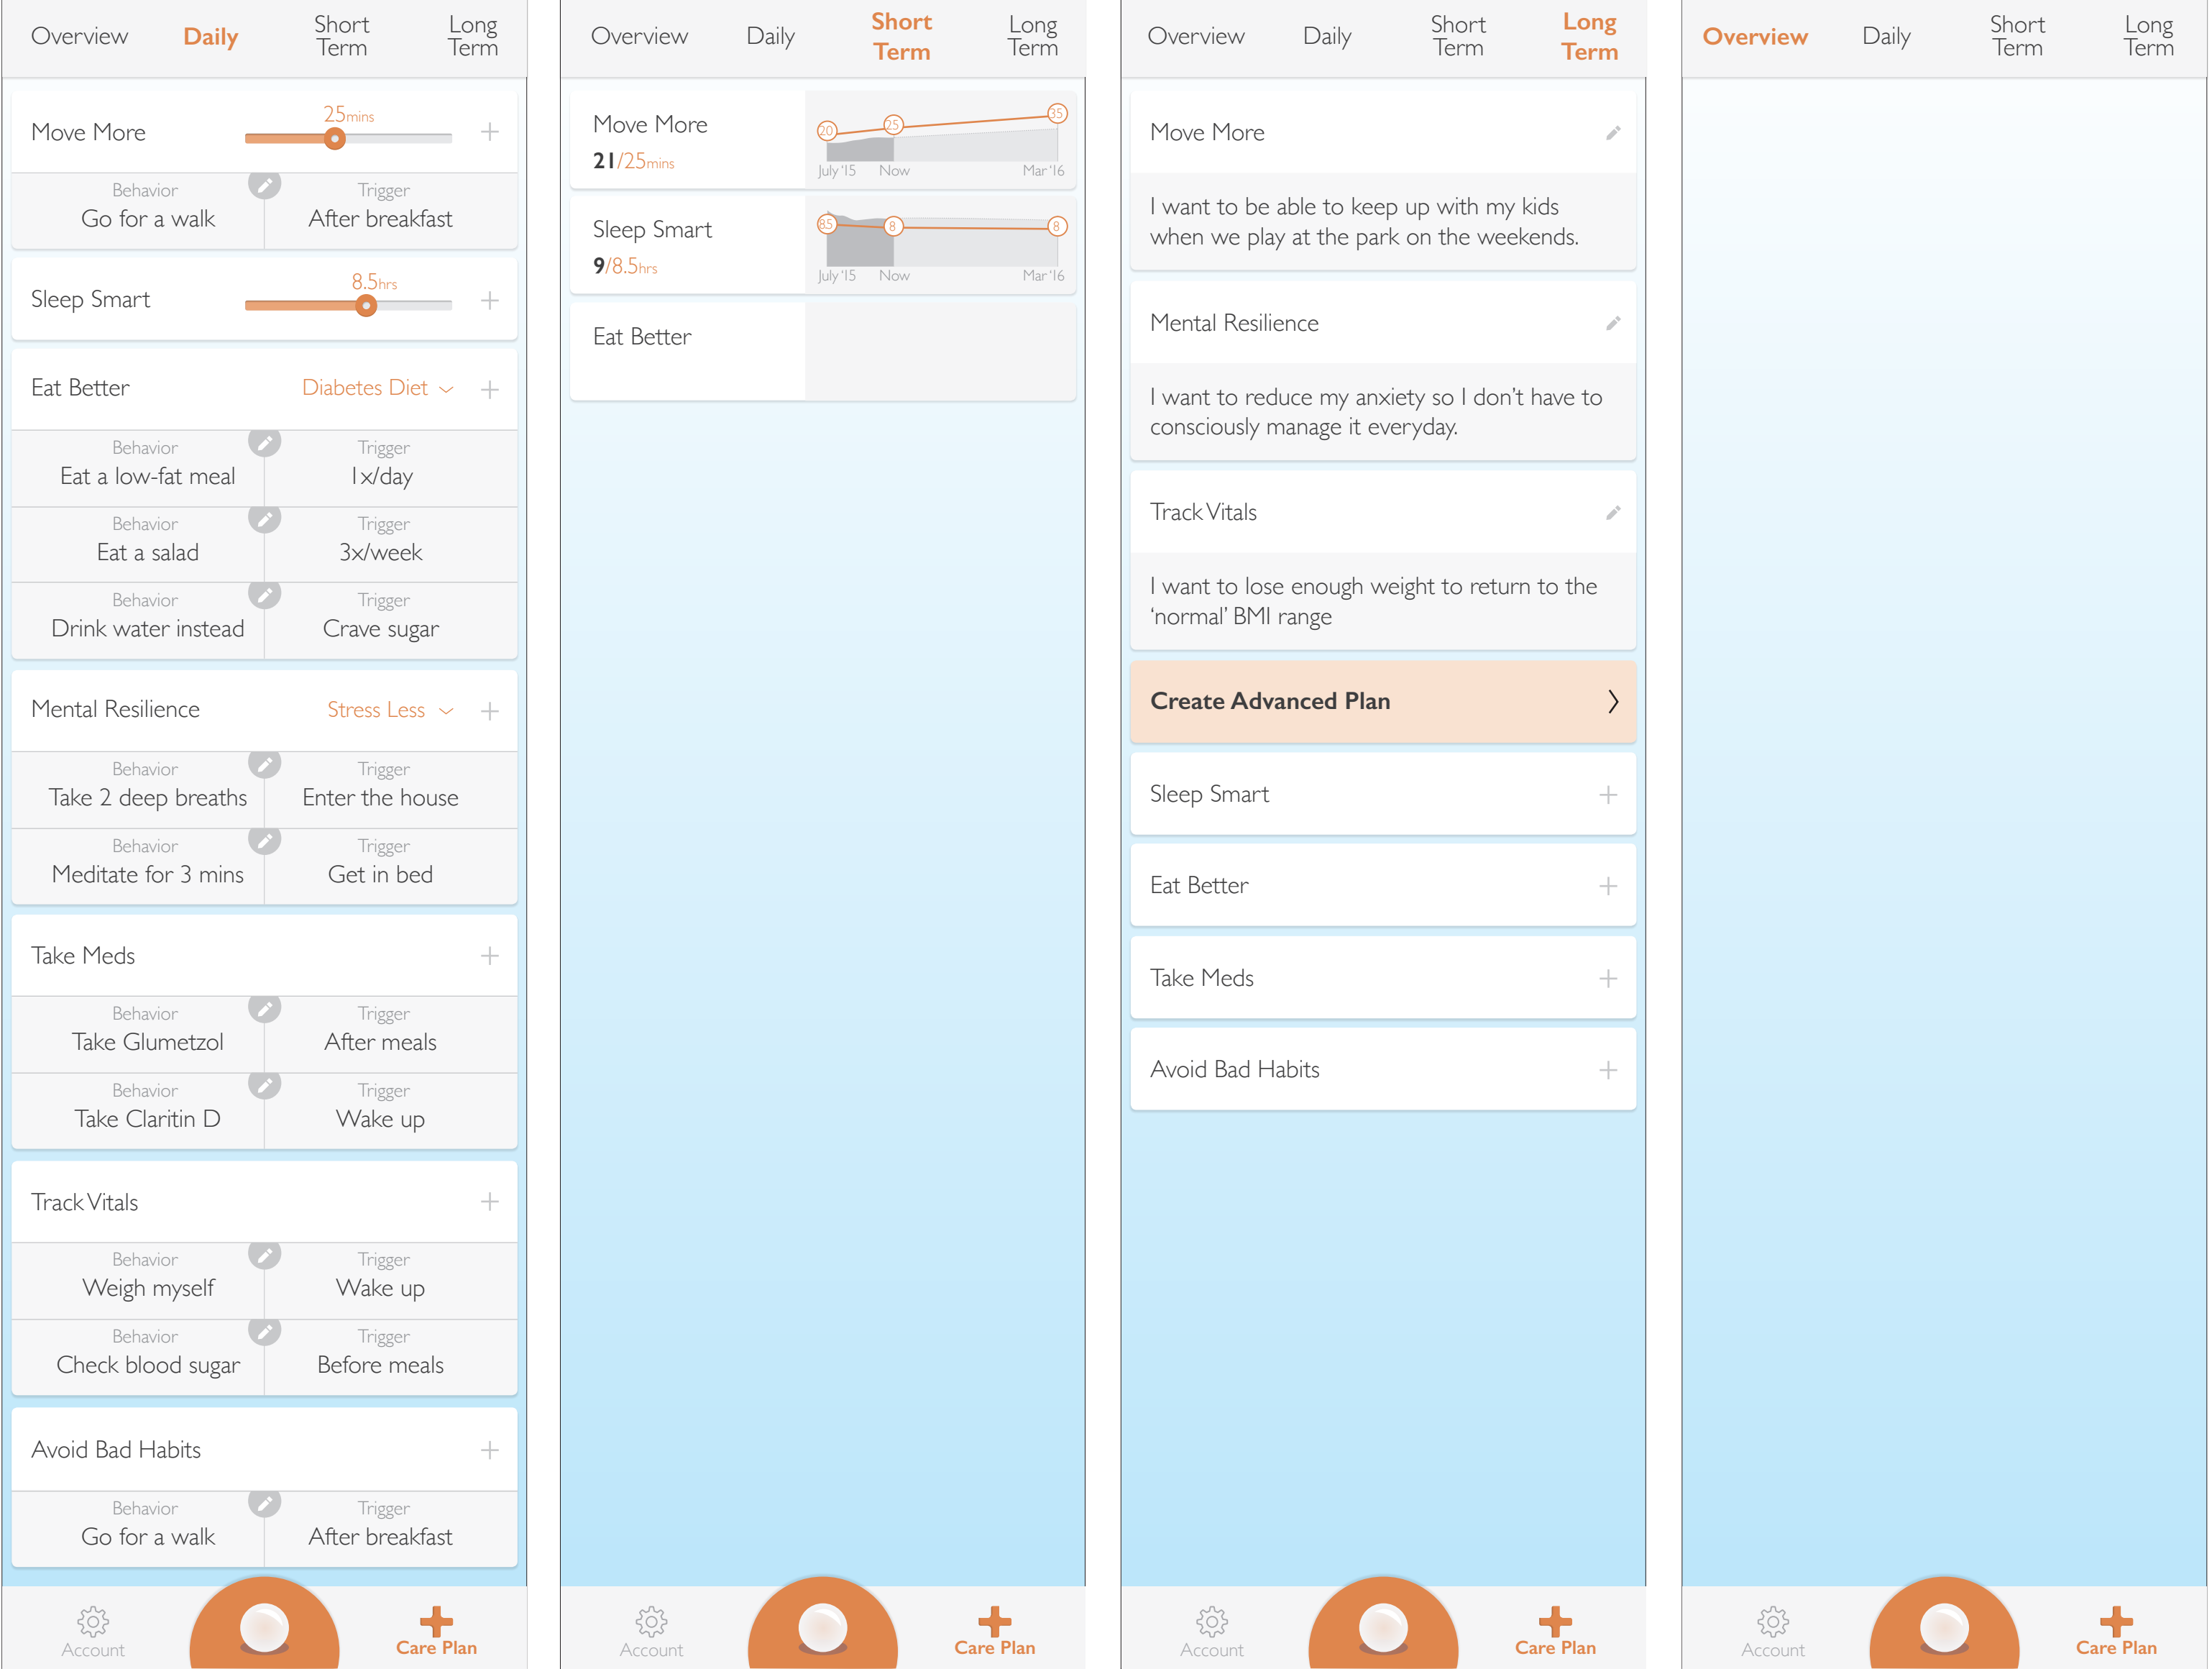 Overview
Daily
Short
Term
Long
Term
Move More
25mins
Behavior
Go for a walk
Trigger
After breakfast
Sleep Smart
8.5hrs
Eat Better
Diabetes Diet
Behavior
Eat a low-fat meal
Trigger
1x/day
Behavior
Eat a salad
Trigger
3x/week
Behavior
Drink water instead
Trigger
Crave sugar
Mental Resilience
Stress Less
Behavior
Take 2 deep breaths
Trigger
Enter the house
Behavior
Meditate for 3 mins
Trigger
Get in bed
Take Meds
Behavior
Take Glumetzol
Trigger
After meals
Behavior
Take Claritin D
Trigger
Wake up
Track Vitals
Behavior
Weigh myself
Trigger
Wake up
Behavior
Check blood sugar
Trigger
Before meals
Avoid Bad Habits
Behavior
Go for a walk
Trigger
After breakfast
Account
Care Plan
Overview
Daily
Short
Term
Long
Term
Move More
21/25mins
20
25
35
July '15
Now
Mar '16
Sleep Smart
9/8.5hrs
8.5
8
8
July '15
Now
Mar '16
Eat Better
Account
Care Plan
Overview
Daily
Short
Term
Long
Term
Move More
I want to be able to keep up with my kids
when we play at the park on the weekends.
Mental Resilience
I want to reduce my anxiety so I don't have to
consciously manage it everyday.
Track Vitals
I want to lose enough weight to return to the
'normal' BMI range
Create Advanced Plan
Sleep Smart
Eat Better
Take Meds
Avoid Bad Habits
Account
Care Plan
Overview
Daily
Short
Term
Long
Term
Account
Care Plan